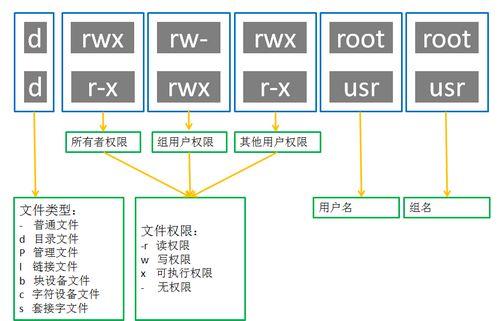 d rwx rw- rwx root root
d r-x rwx r-x usr usr
所有者权限 组用户权限 其他用户权限
文件类型：
- 普通文件
d 目录文件
P 管理文件
l 链接文件
b 块设备文件
c 字符设备文件
s 套接字文件
文件权限：
-r 读权限
w 写权限
x 可执行权限
- 无权限
用户名
组名